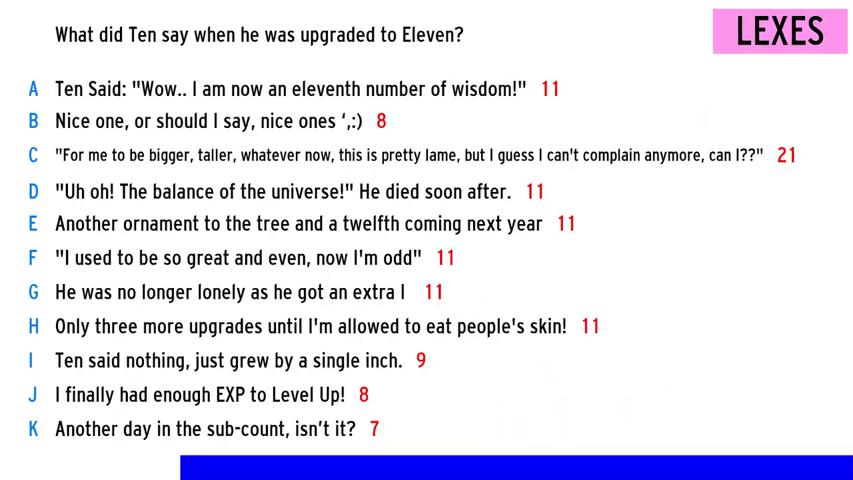 What did Ten say when he was upgraded to Eleven?
LEXES
A Ten Said: "Wow.. I am now an eleventh number of wisdom!" 11
B Nice one, or should I say, nice ones ‘,:) 8
C "For me to be bigger, taller, whatever now, this is pretty lame, but I guess I can't complain anymore, can I??" 21
D "Uh oh! The balance of the universe!" He died soon after. 11
E Another ornament to the tree and a twelfth coming next year 11
F "I used to be so great and even, now I'm odd" 11
G He was no longer lonely as he got an extra I 11
H Only three more upgrades until I'm allowed to eat people's skin! 11
I Ten said nothing, just grew by a single inch. 9
J I finally had enough EXP to Level Up! 8
K Another day in the sub-count, isn’t it? 7